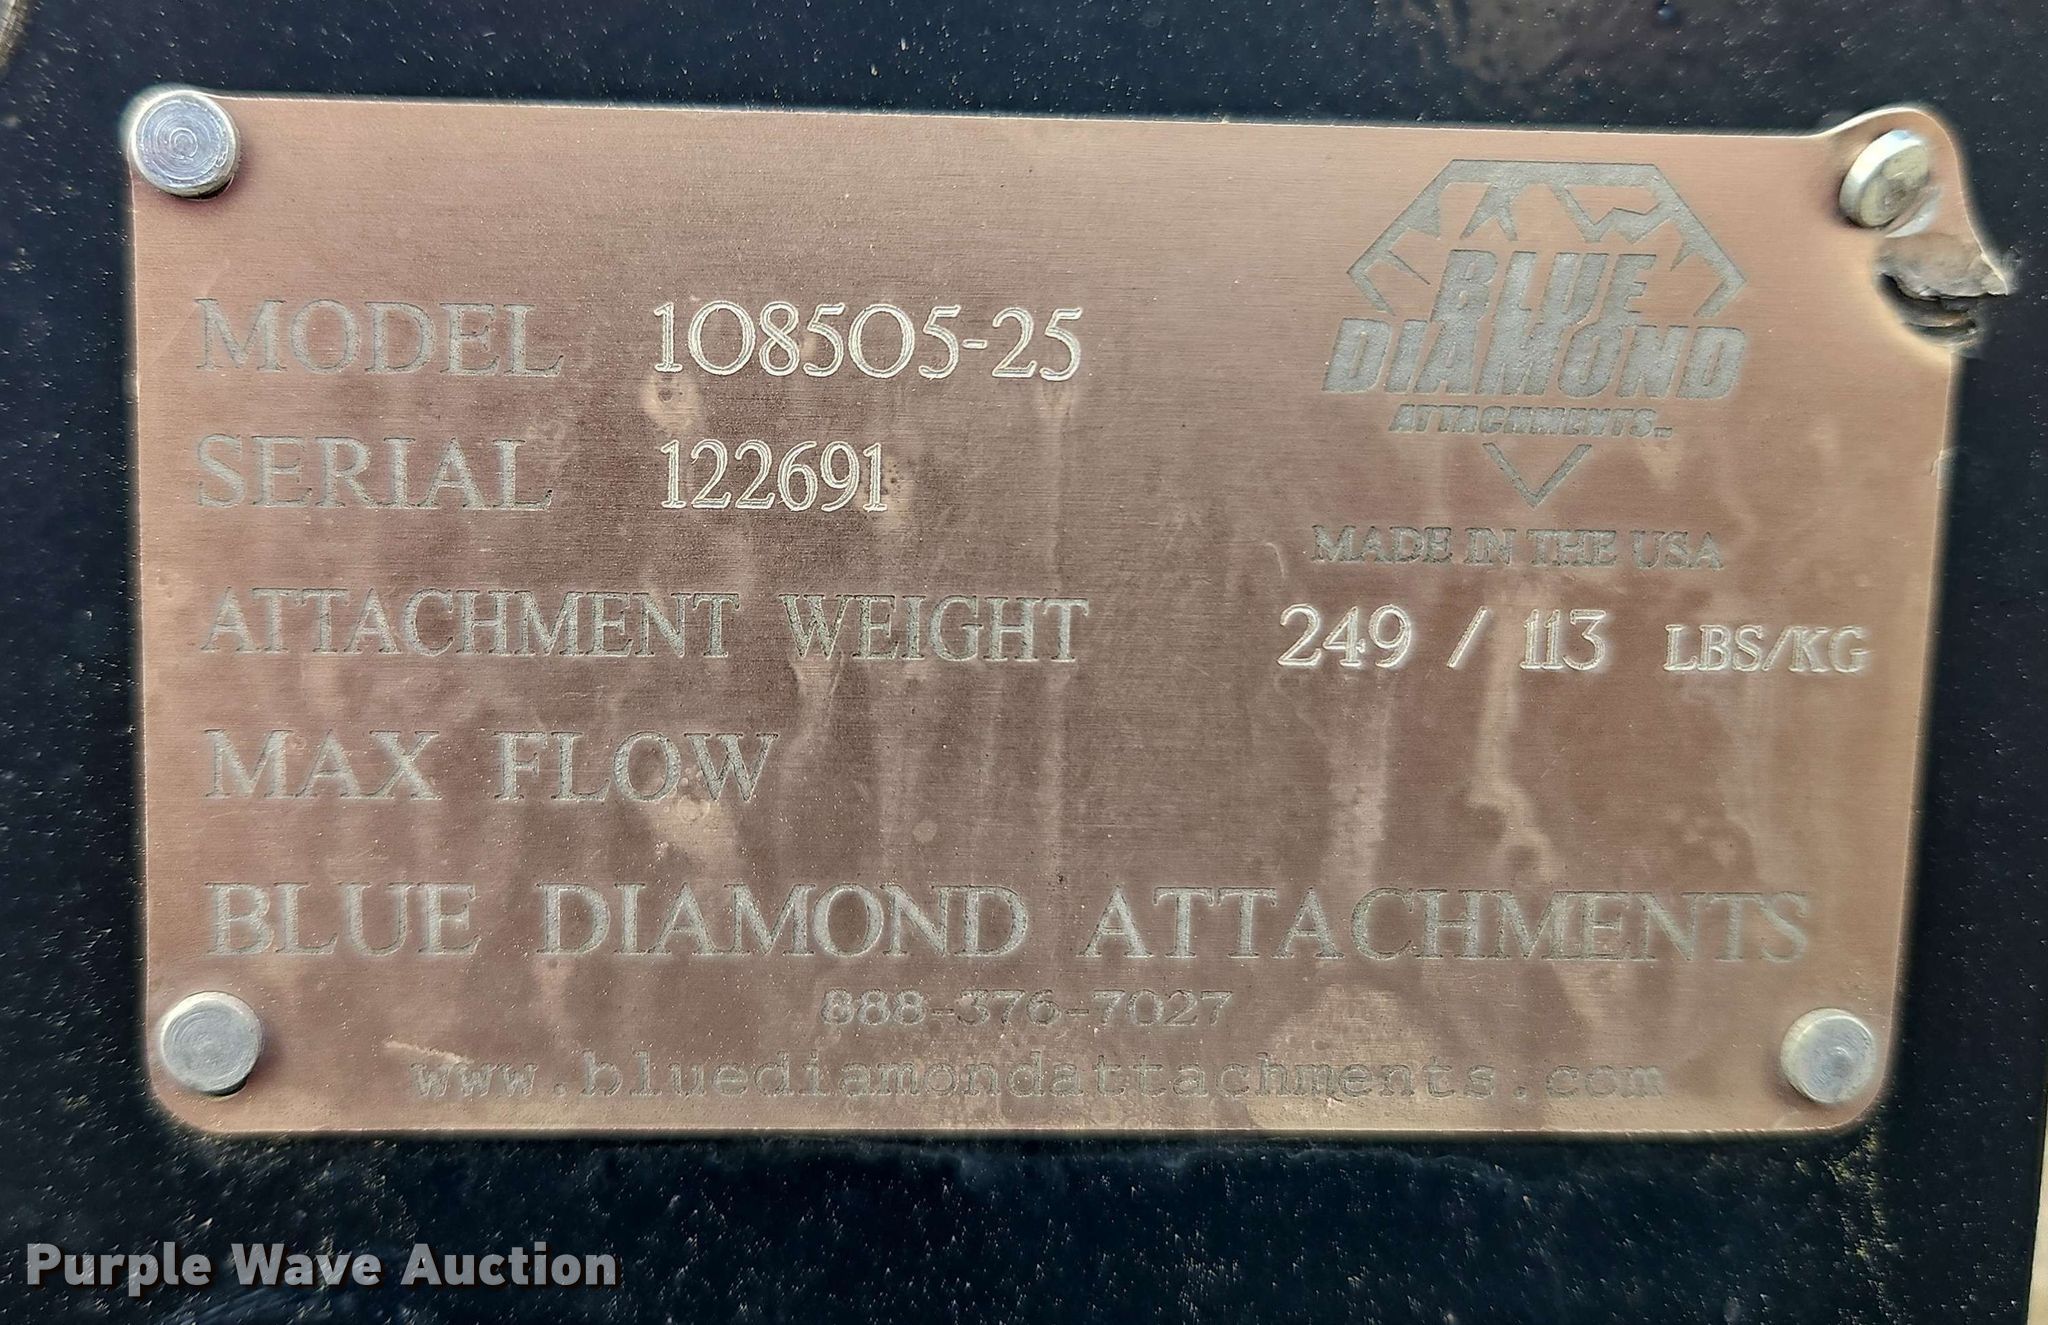 BLUE
DIAMOND
ATTACHMENTS
MADE IN THE USA
MODEL 108505-25
SERIAL 122691
ATTACHMENT WEIGHT 249 / 113 LBS/KG
MAX FLOW
BLUE DIAMOND ATTACHMENTS
888-376-7027
www.bluediamondattachments.com
Purple Wave Auction